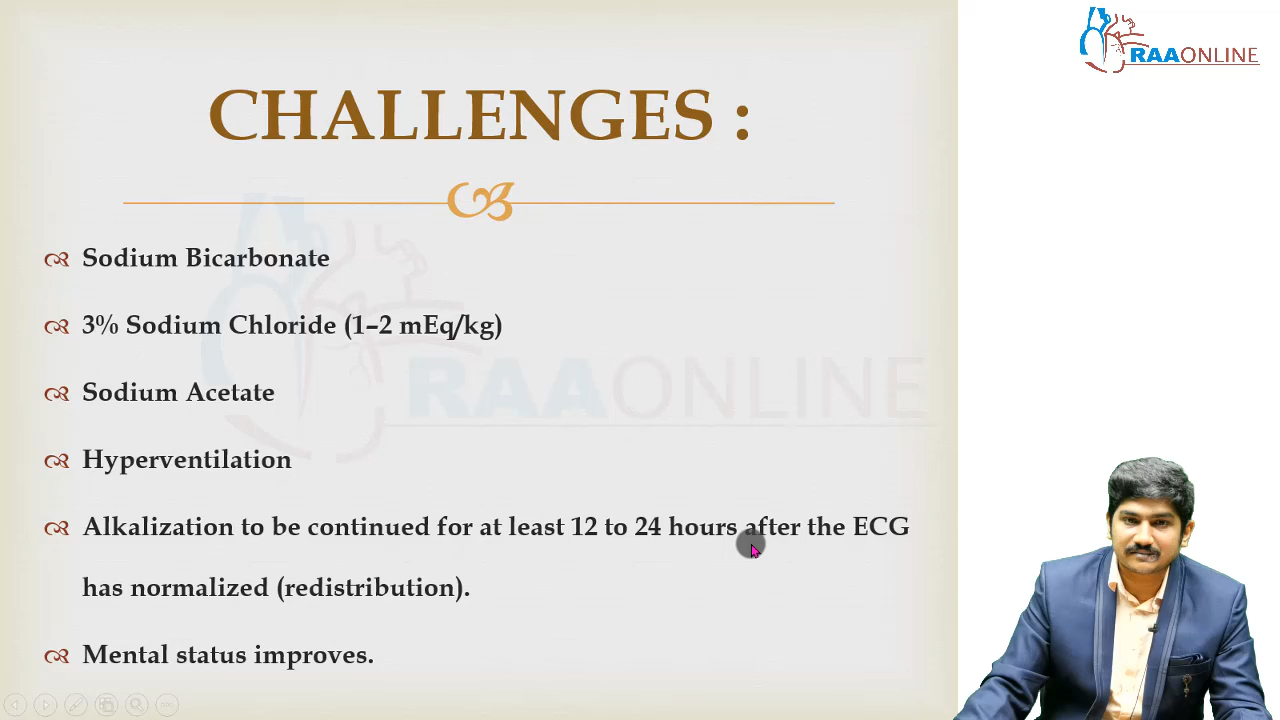 RAAONLINE
CHALLENGES :
Sodium Bicarbonate
3% Sodium Chloride (1–2 mEq/kg)
Sodium Acetate
RAAONLINE
Hyperventilation
Alkalization to be continued for at least 12 to 24 hours after the ECG
has normalized (redistribution).
Mental status improves.